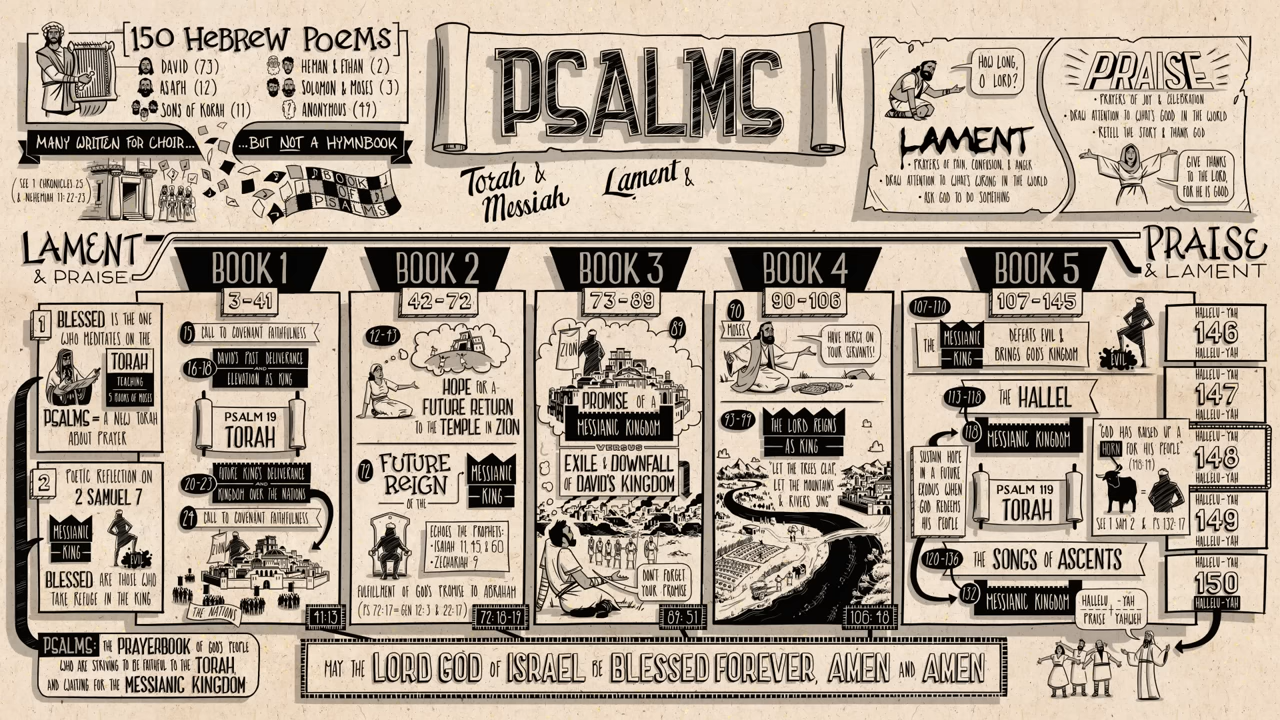 150 HEBREW POEMS
DAVID (73)
ASAPH (12)
SONS OF KORAH (11)
HEMAN & ETHAN (2)
SOLOMON & MOSES (3)
? ANONYMOUS (49)
MANY WRITTEN FOR CHOIR...
...BUT NOT A HYMNBOOK
(SEE 1 CHRONICLES 25
& NEHEMIAH 11:22-23)
BOOK
OF
PSALMS
PSALMS
Torah &
Messiah
Lament &
HOW LONG,
O LORD?
LAMENT
• PRAYERS OF PAIN, CONFUSION, & ANGER
• DRAW ATTENTION TO WHAT'S WRONG IN THE WORLD
• ASK GOD TO DO SOMETHING
PRAISE
• PRAYERS OF JOY & CELEBRATION
• DRAW ATTENTION TO WHAT'S GOOD IN THE WORLD
• RETELL THE STORY & THANK GOD
GIVE THANKS
TO THE LORD,
FOR HE IS GOOD
LAMENT
& PRAISE
PRAISE
& LAMENT
1
BLESSED IS THE ONE
WHO MEDITATES ON THE
TORAH
TEACHING
5 BOOKS OF MOSES
PSALMS = A NEW TORAH
ABOUT PRAYER
2
POETIC REFLECTION ON
2 SAMUEL 7
MESSIANIC
KING
EVIL
BLESSED ARE THOSE WHO
TAKE REFUGE IN THE KING
PSALMS: THE PRAYERBOOK OF GOD'S PEOPLE
WHO ARE STRIVING TO BE FAITHFUL TO THE TORAH
AND WAITING FOR THE MESSIANIC KINGDOM
BOOK 1
3-41
15 CALL TO COVENANT FAITHFULNESS
16-18 DAVID'S PAST DELIVERANCE
AND
ELEVATION AS KING
PSALM 19
TORAH
20-23 FUTURE KING'S DELIVERANCE
AND
KINGDOM OVER THE NATIONS
24 CALL TO COVENANT FAITHFULNESS
ZION
THE NATIONS
41:13
BOOK 2
42-72
42-43
HOPE FOR A
FUTURE RETURN
TO THE TEMPLE IN ZION
72
FUTURE
REIGN
OF THE
MESSIANIC
KING
ECHOES THE PROPHETS:
• ISAIAH 11, 45, & 60
• ZECHARIAH 9
FULFILLMENT OF GOD'S PROMISE TO ABRAHAM
(PS 72:17 = GEN 12:3 & 22:17)
72:18-19
BOOK 3
73-89
89
ZION
PROMISE OF A
MESSIANIC KINGDOM
VERSUS
EXILE & DOWNFALL
OF DAVID'S KINGDOM
DON'T FORGET
YOUR PROMISE
89:51
BOOK 4
90-106
90
MOSES
HAVE MERCY ON
YOUR SERVANTS!
93-99
THE LORD REIGNS
AS KING
"LET THE TREES CLAP,
LET THE MOUNTAINS
& RIVERS SING"
106:48
BOOK 5
107-145
107-110
THE
MESSIANIC
KING
DEFEATS EVIL &
BRINGS GOD'S KINGDOM
EVIL
113-118 THE HALLEL
118 MESSIANIC KINGDOM
SUSTAIN HOPE
IN A FUTURE
EXODUS WHEN
GOD REDEEMS
HIS PEOPLE
PSALM 119
TORAH
"GOD HAS RAISED UP A
HORN FOR HIS PEOPLE"
(148:14)
=
SEE 1 SAM 2 & PS 132:17
120-136 THE SONGS OF ASCENTS
132 MESSIANIC KINGDOM
HALLELU - YAH
PRAISE YAHWEH
HALLELU-YAH
146
HALLELU-YAH
HALLELU-YAH
147
HALLELU-YAH
HALLELU-YAH
148
HALLELU-YAH
HALLELU-YAH
149
HALLELU-YAH
HALLELU-YAH
150
HALLELU-YAH
MAY THE LORD GOD OF ISRAEL BE BLESSED FOREVER, AMEN AND AMEN